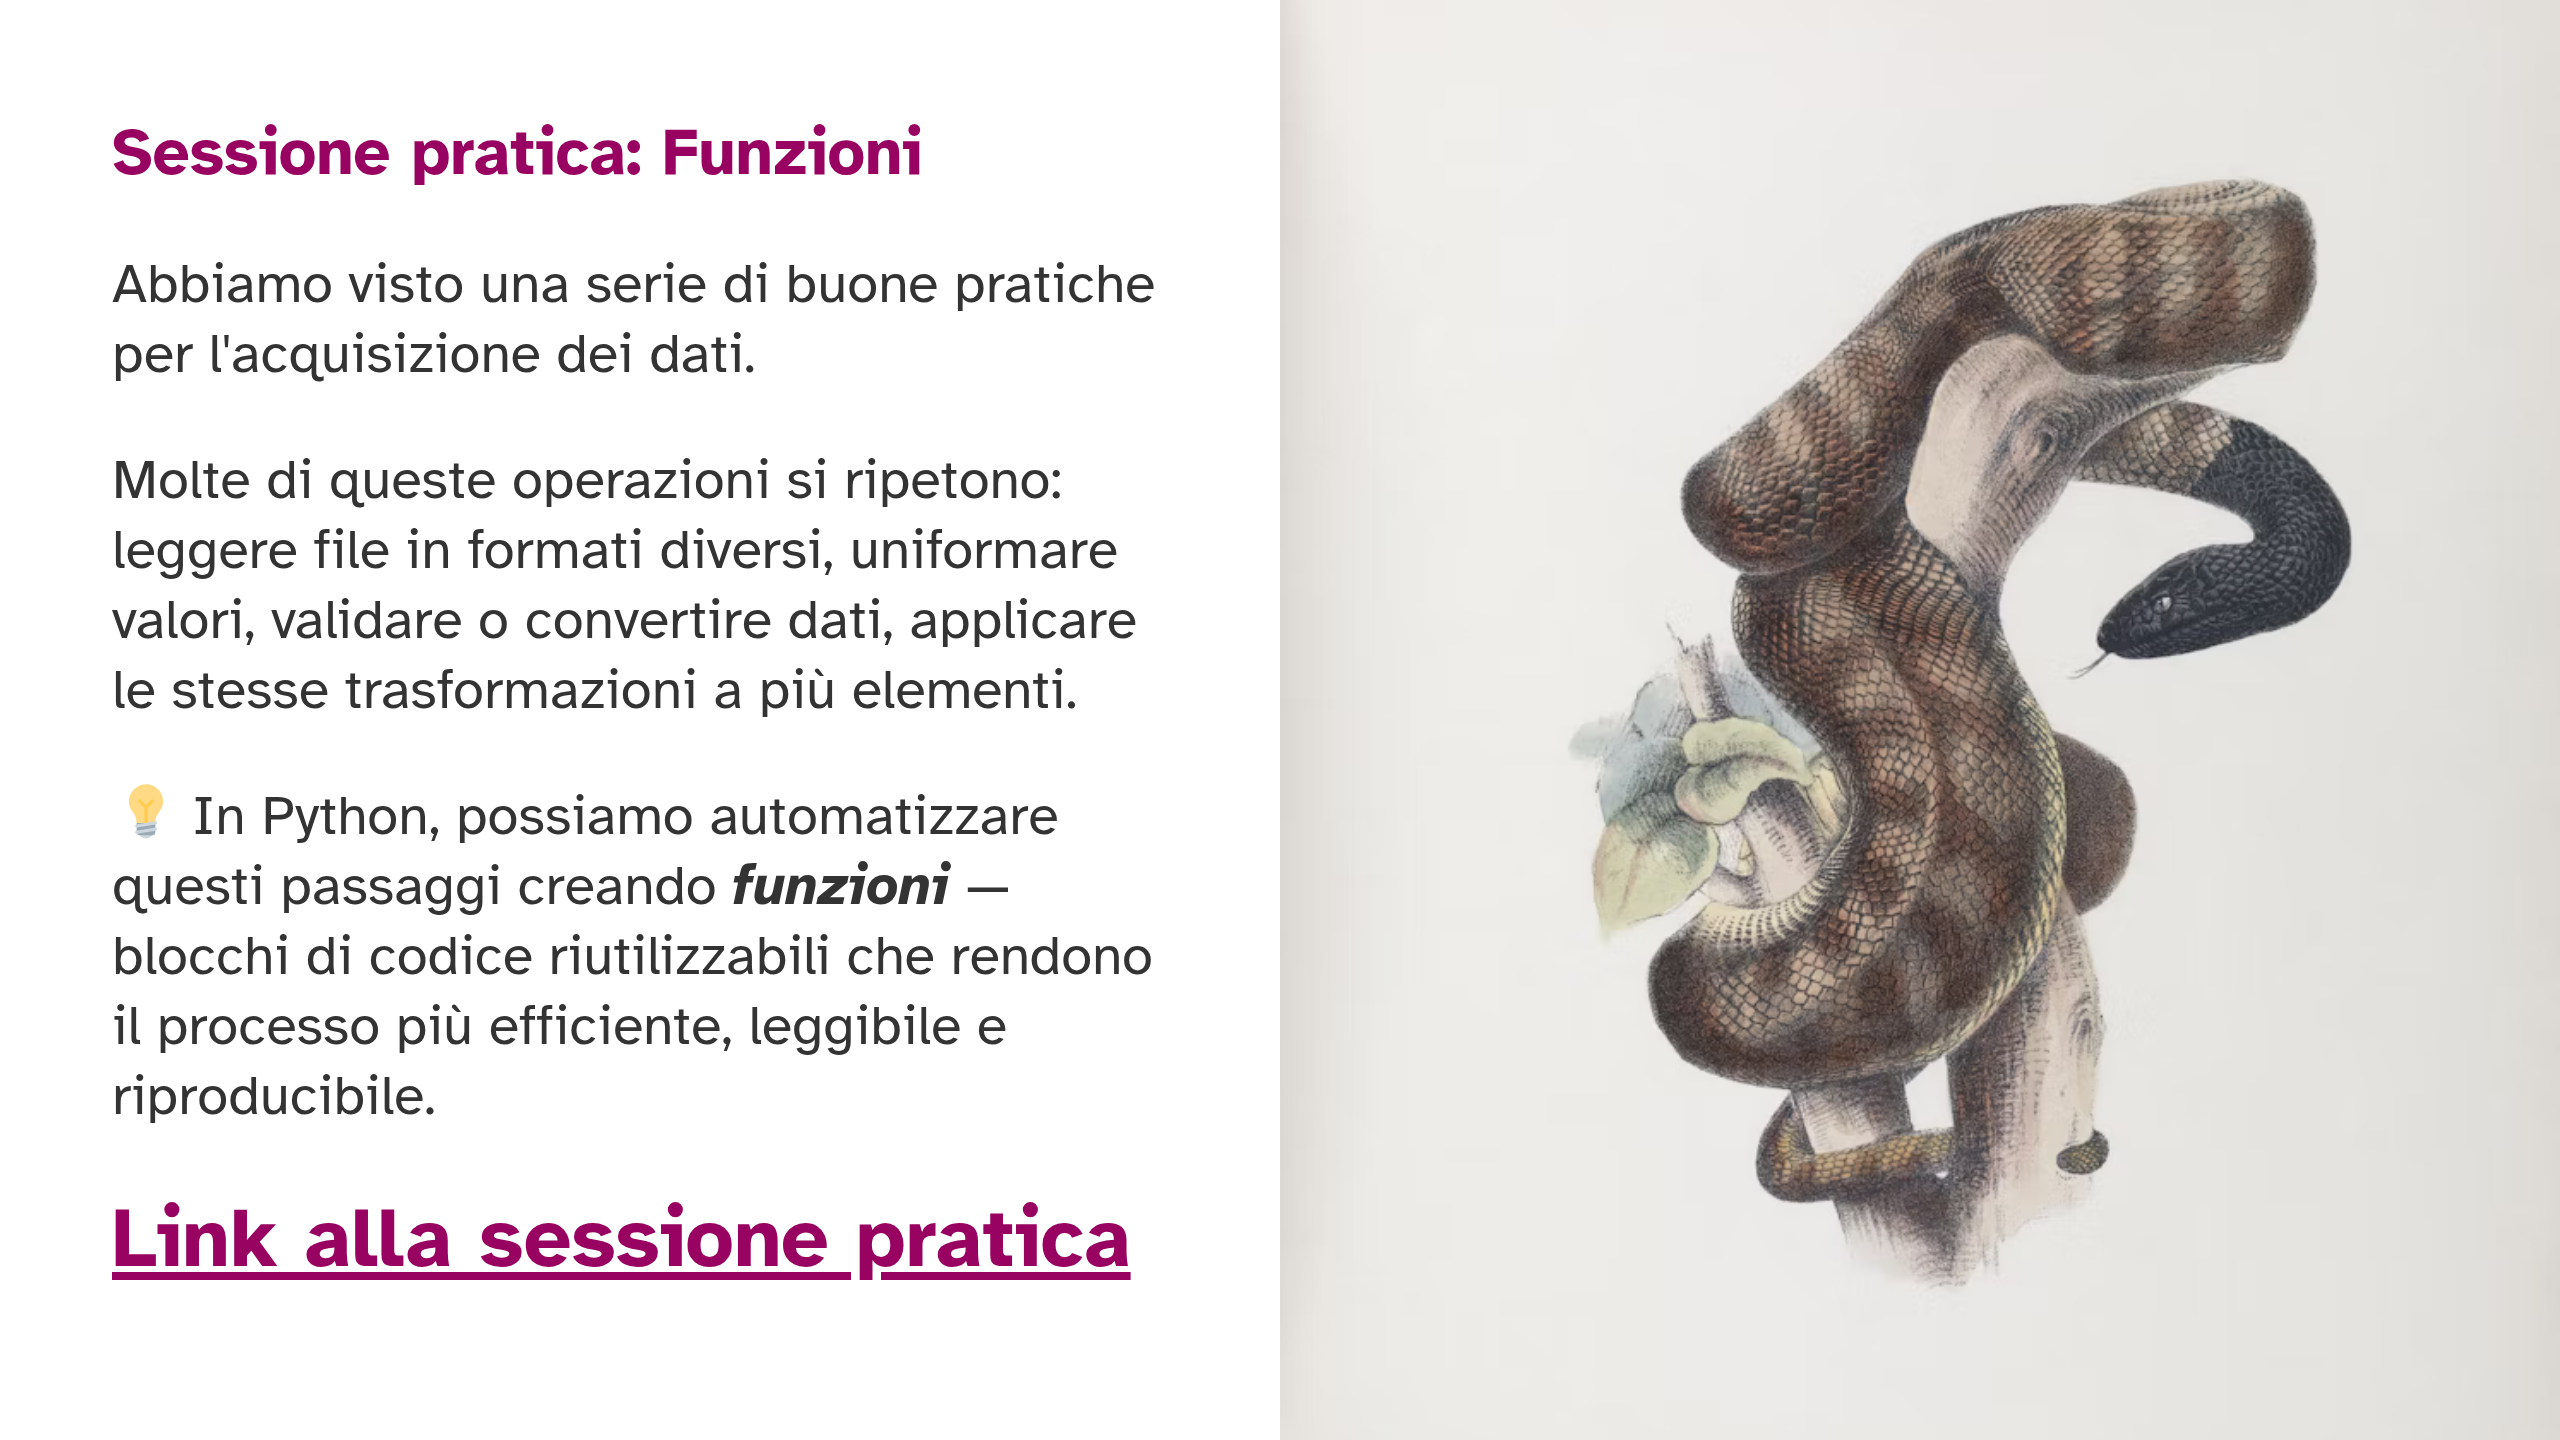 Sessione pratica: Funzioni
Abbiamo visto una serie di buone pratiche
per l'acquisizione dei dati.
Molte di queste operazioni si ripetono:
leggere file in formati diversi, uniformare
valori, validare o convertire dati, applicare
le stesse trasformazioni a più elementi.
💡 In Python, possiamo automatizzare
questi passaggi creando funzioni —
blocchi di codice riutilizzabili che rendono
il processo più efficiente, leggibile e
riproducibile.
Link alla sessione pratica